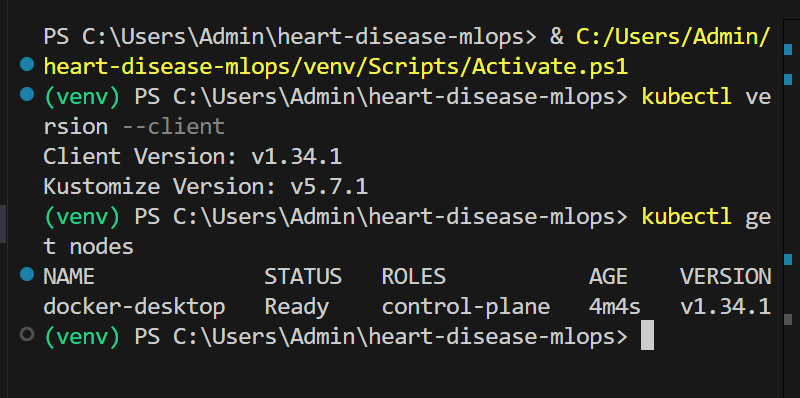 PS C:\Users\Admin\heart-disease-mlops> & C:/Users/Admin/
heart-disease-mlops/venv/Scripts/Activate.ps1
(venv) PS C:\Users\Admin\heart-disease-mlops> kubectl ve
rsion --client
Client Version: v1.34.1
Kustomize Version: v5.7.1
(venv) PS C:\Users\Admin\heart-disease-mlops> kubectl ge
t nodes
NAME STATUS ROLES AGE VERSION
docker-desktop Ready control-plane 4m4s v1.34.1
(venv) PS C:\Users\Admin\heart-disease-mlops>